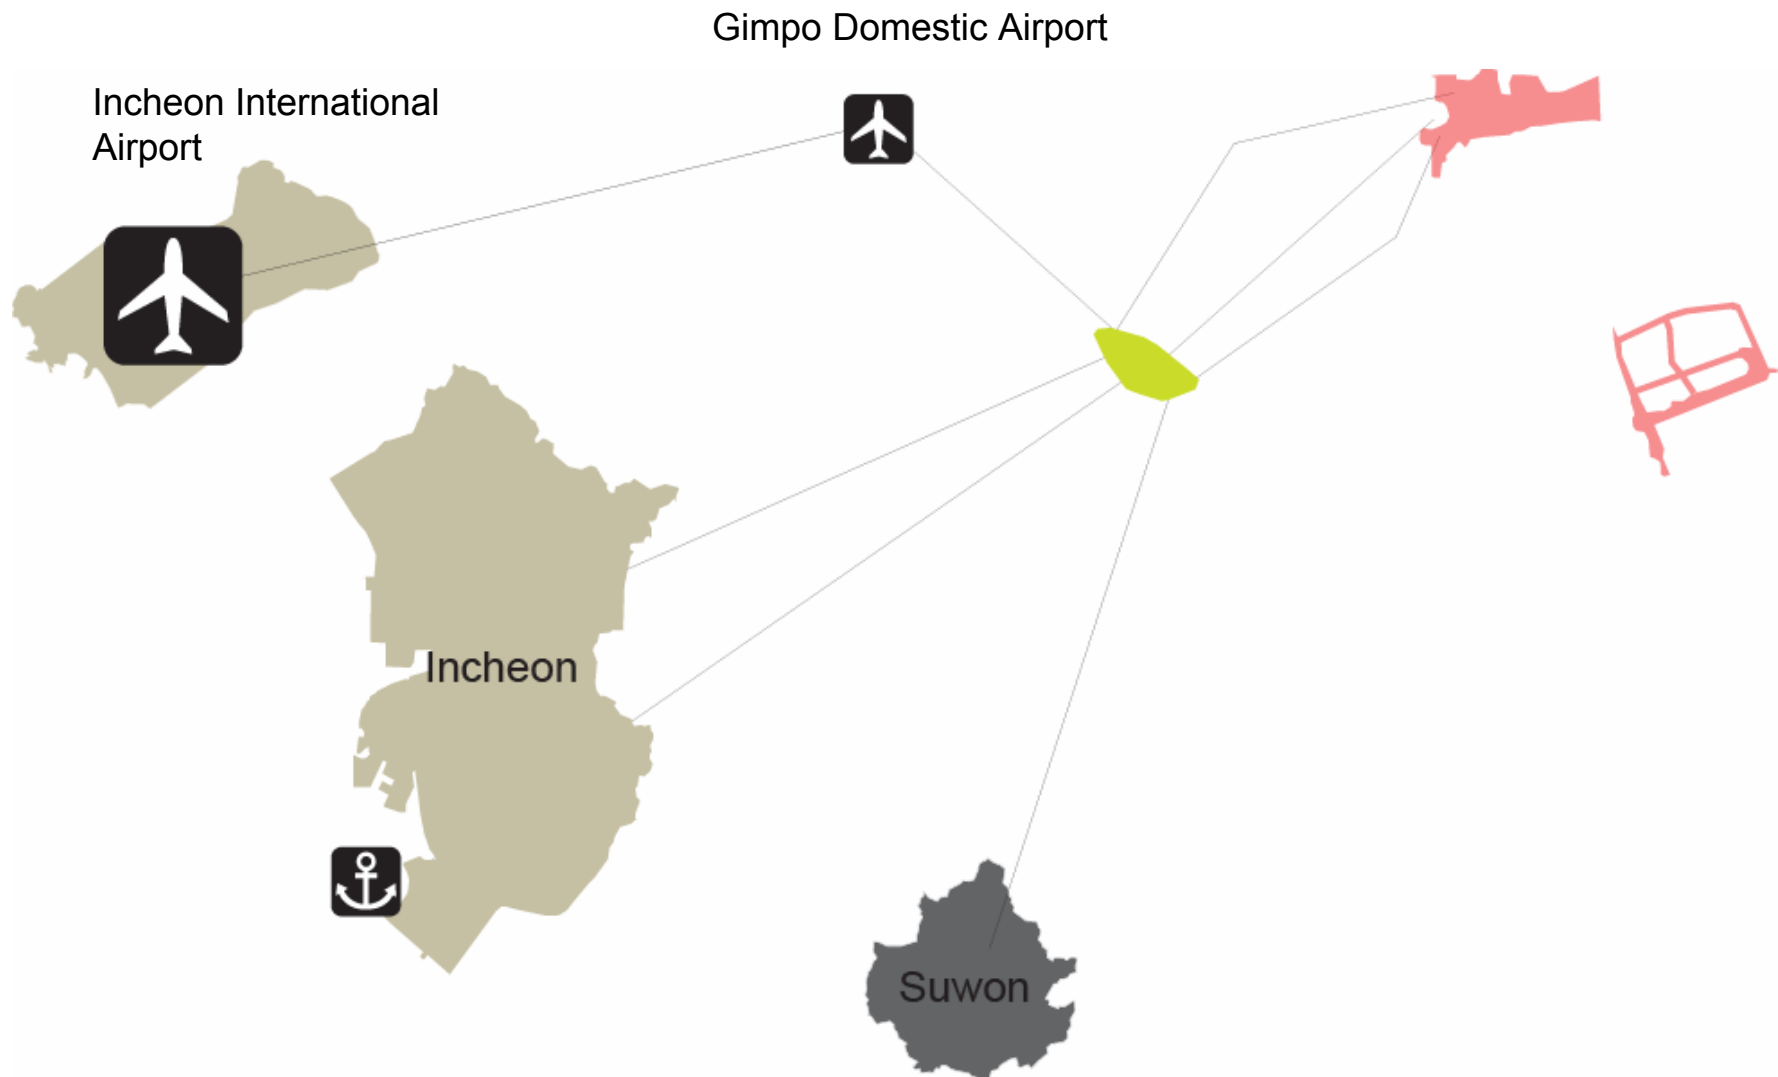 Gimpo Domestic Airport
Incheon International
Airport
Incheon
Suwon